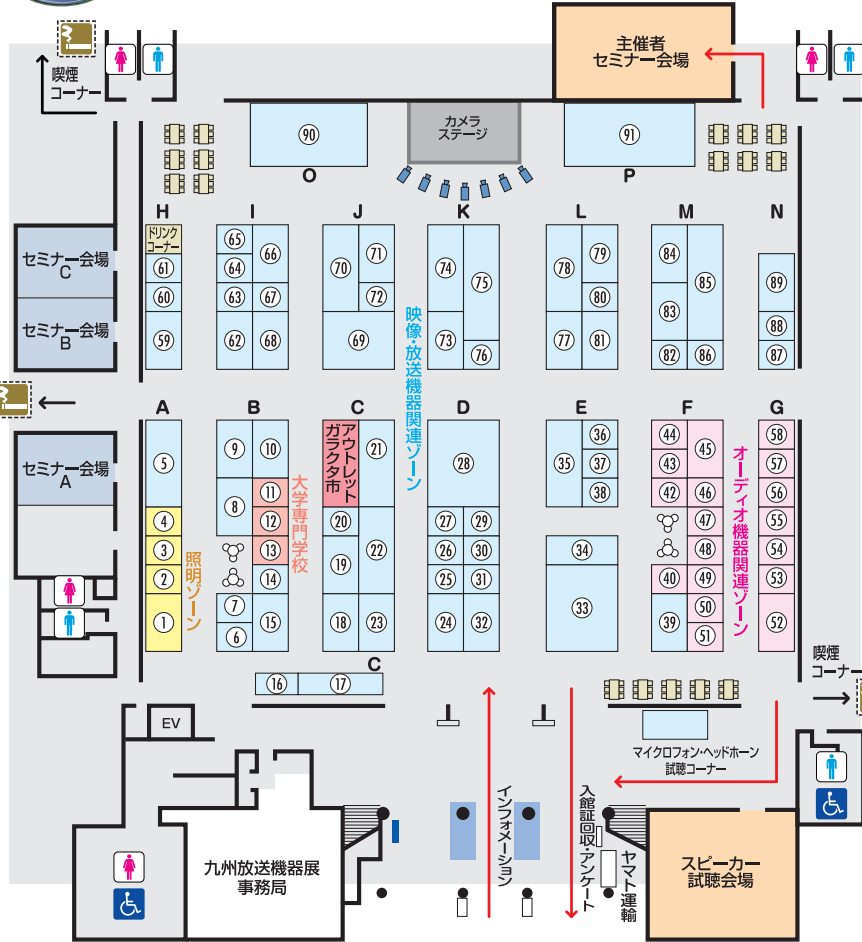 主催者
セミナー会場
喫煙
コーナー
90
カメラ
ステージ
91
O
P
H
I
J
K
L
M
N
ドリンク
コーナー
61
60
59
65
64
63
62
66
67
68
70
71
72
69
74
73
75
76
78
77
79
80
81
84
83
82
85
86
89
88
87
セミナー会場
C
セミナー会場
B
映像・放送機器関連ゾーン
A
B
C
D
E
F
G
セミナー会場
A
5
4
3
2
1
照明ゾーン
9
8
7
6
10
11
12
13
14
15
大学専門学校
アウトレット
ガラクタ市
20
19
18
21
22
23
28
27
26
25
24
29
30
31
32
35
36
37
38
34
33
44
43
42
40
39
45
46
47
48
49
50
51
オーディオ機器関連ゾーン
58
57
56
55
54
53
52
C
16
17
喫煙
コーナー
EV
マイクロフォン・ヘッドホーン
試聴コーナー
インフォメーション
入館証回収・アンケート
ヤマト運輸
九州放送機器展
事務局
スピーカー
試聴会場